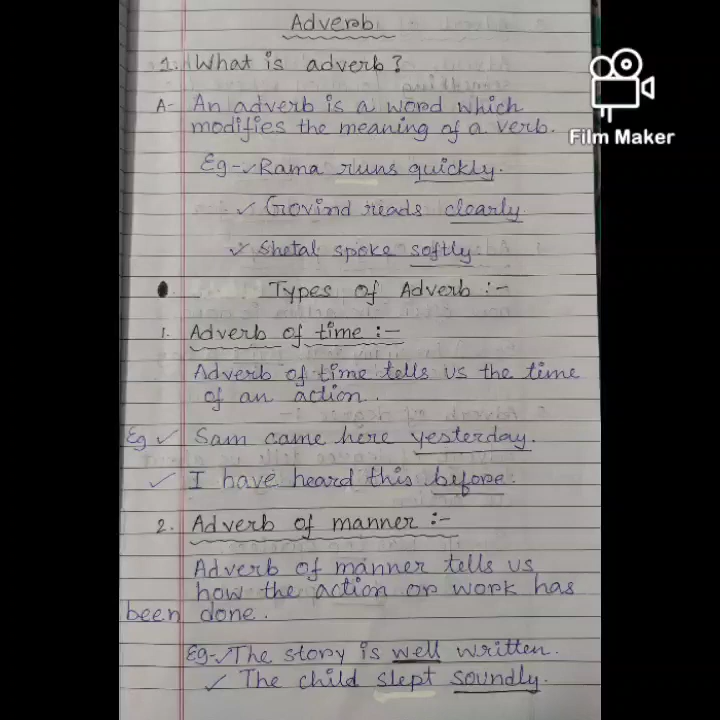 Adverb
1. What is adverb?
A- An adverb is a word which
modifies the meaning of a verb.
Eg-✓Rama runs quickly.
✓ Govind reads clearly
✓ Shetal spoke softly.
Types of Adverb :-
1. Adverb of time :-
Adverb of time tells us the time
of an action.
Eg ✓ Sam came here yesterday.
✓ I have heard this before.
2. Adverb of manner :-
Adverb of manner tells us
how the action or work has
been done.
Eg-✓The story is well written.
✓ The child slept soundly.
Film Maker